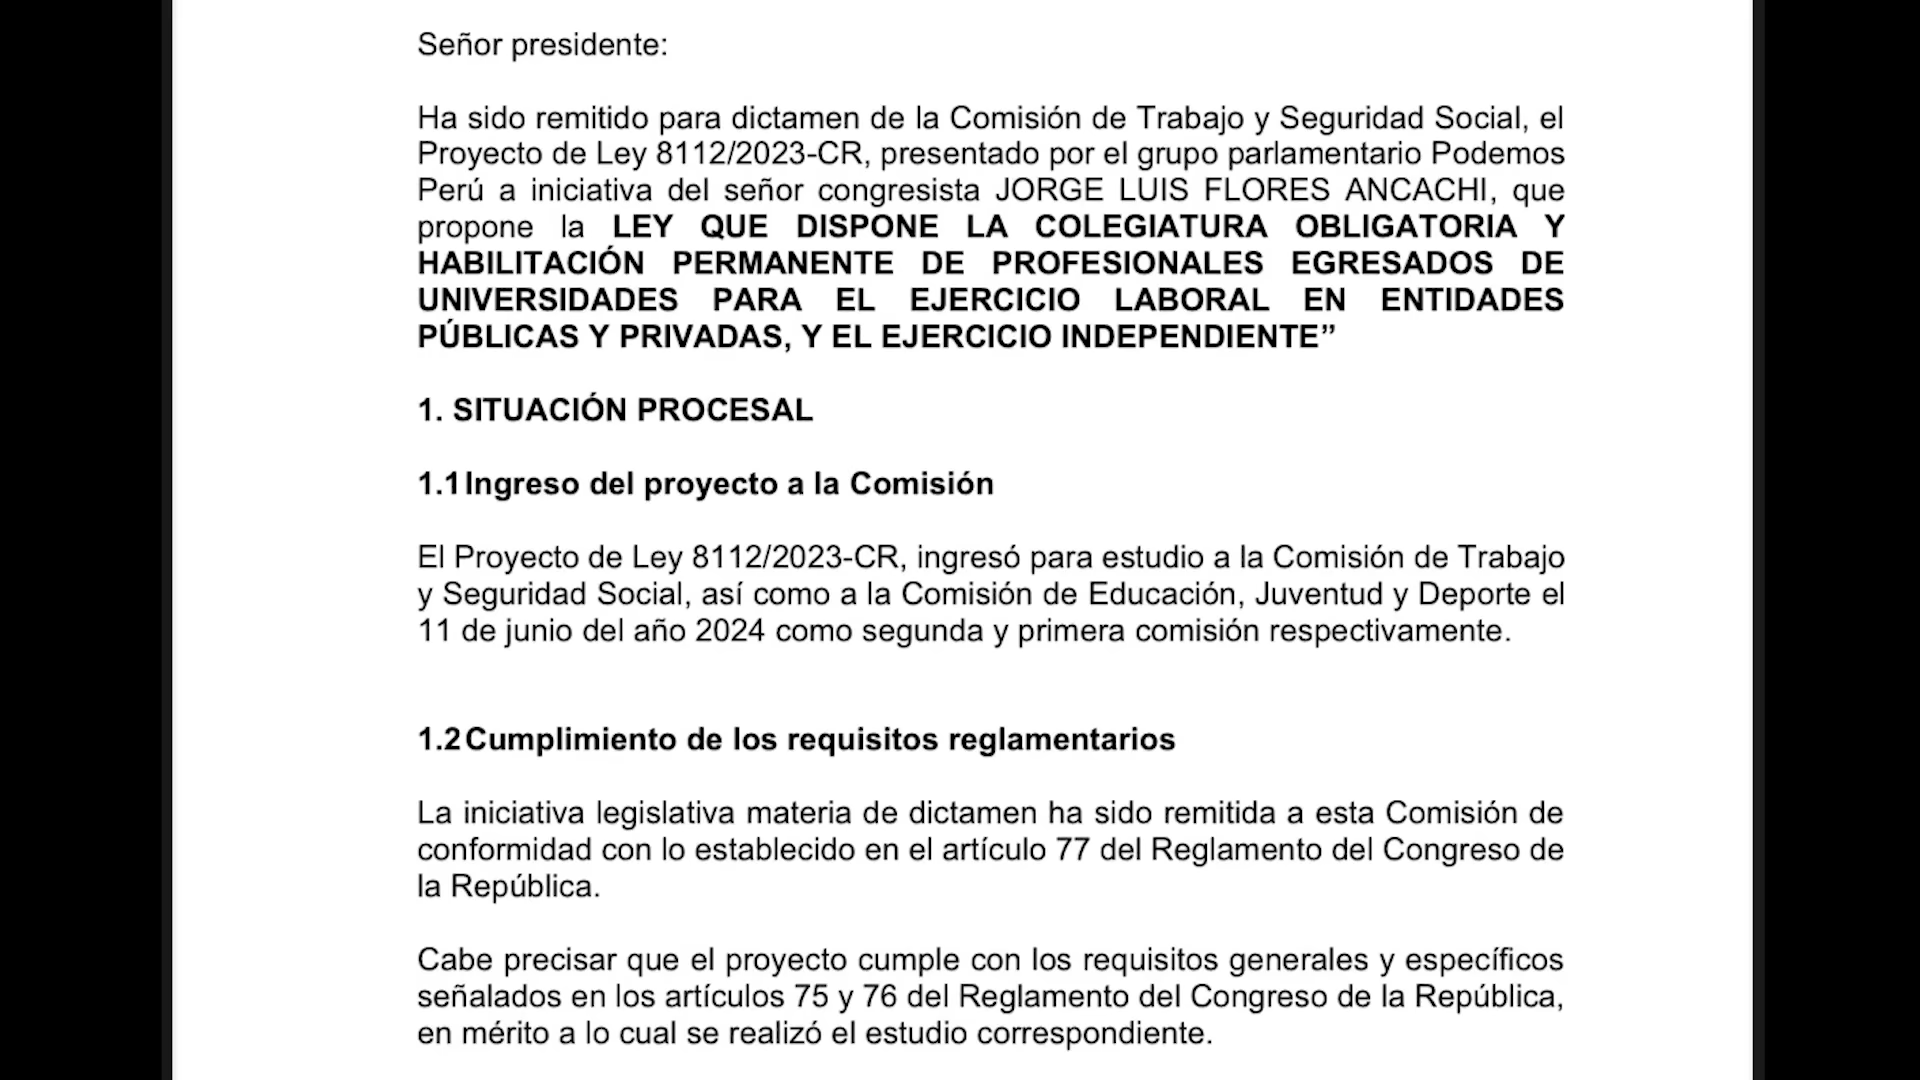 Señor presidente:
Ha sido remitido para dictamen de la Comisión de Trabajo y Seguridad Social, el
Proyecto de Ley 8112/2023-CR, presentado por el grupo parlamentario Podemos
Perú a iniciativa del señor congresista JORGE LUIS FLORES ANCACHI, que
propone la LEY QUE DISPONE LA COLEGIATURA OBLIGATORIA Y
HABILITACIÓN PERMANENTE DE PROFESIONALES EGRESADOS DE
UNIVERSIDADES PARA EL EJERCICIO LABORAL EN ENTIDADES
PÚBLICAS Y PRIVADAS, Y EL EJERCICIO INDEPENDIENTE”
1. SITUACIÓN PROCESAL
1.1 Ingreso del proyecto a la Comisión
El Proyecto de Ley 8112/2023-CR, ingresó para estudio a la Comisión de Trabajo
y Seguridad Social, así como a la Comisión de Educación, Juventud y Deporte el
11 de junio del año 2024 como segunda y primera comisión respectivamente.
1.2 Cumplimiento de los requisitos reglamentarios
La iniciativa legislativa materia de dictamen ha sido remitida a esta Comisión de
conformidad con lo establecido en el artículo 77 del Reglamento del Congreso de
la República.
Cabe precisar que el proyecto cumple con los requisitos generales y específicos
señalados en los artículos 75 y 76 del Reglamento del Congreso de la República,
en mérito a lo cual se realizó el estudio correspondiente.